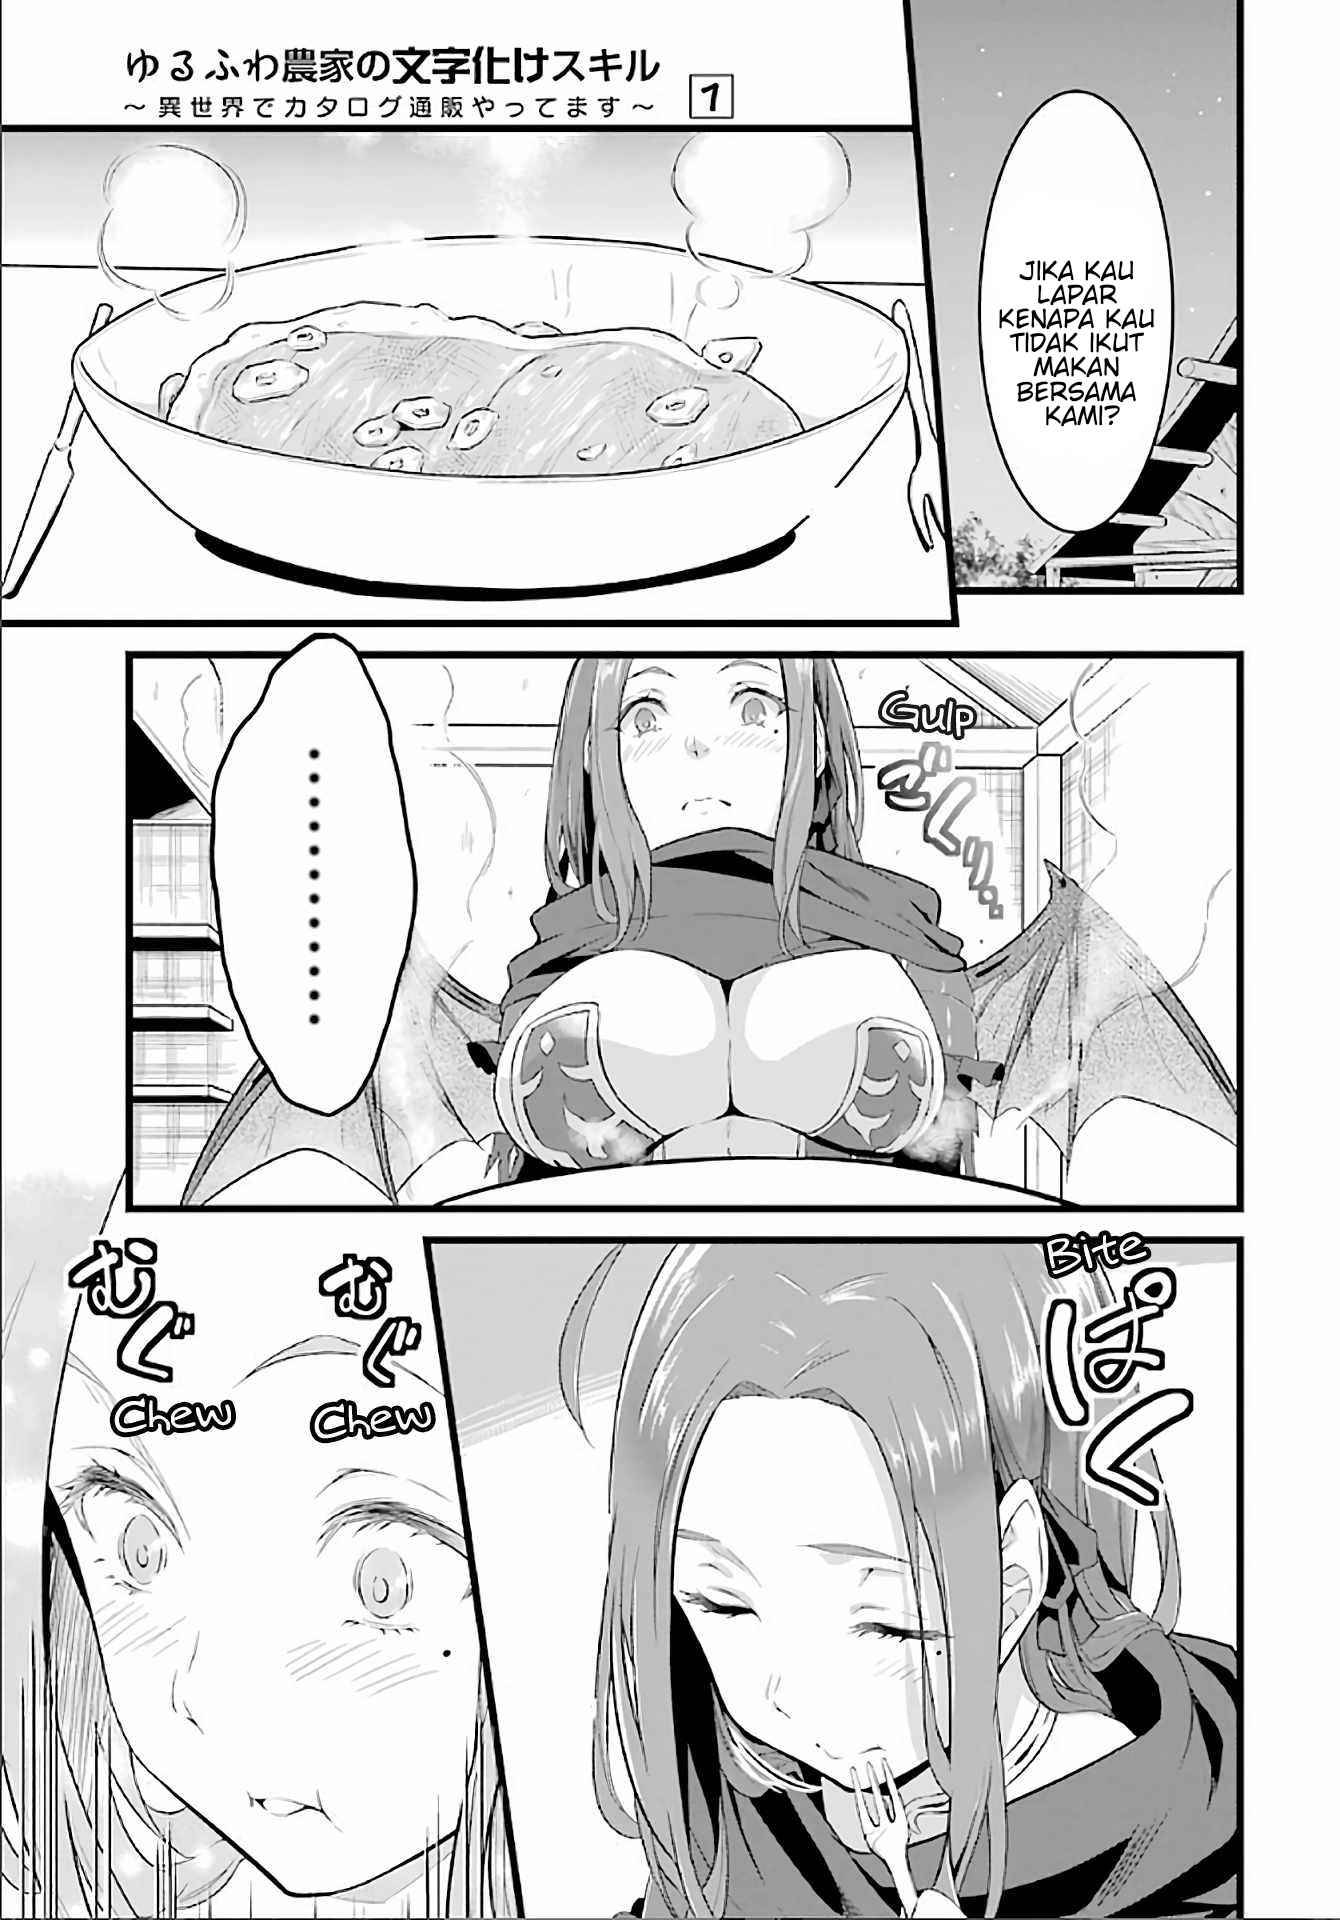 ゆるふわ農家の文字化けスキル
～異世界でカタログ通販やってます～
1
JIKA KAU
LAPAR
KENAPA KAU
TIDAK IKUT
MAKAN
BERSAMA
KAMI?
Gulp
ごくり。
............
Bite
ぱく
むぐ
Chew
むぐ
Chew